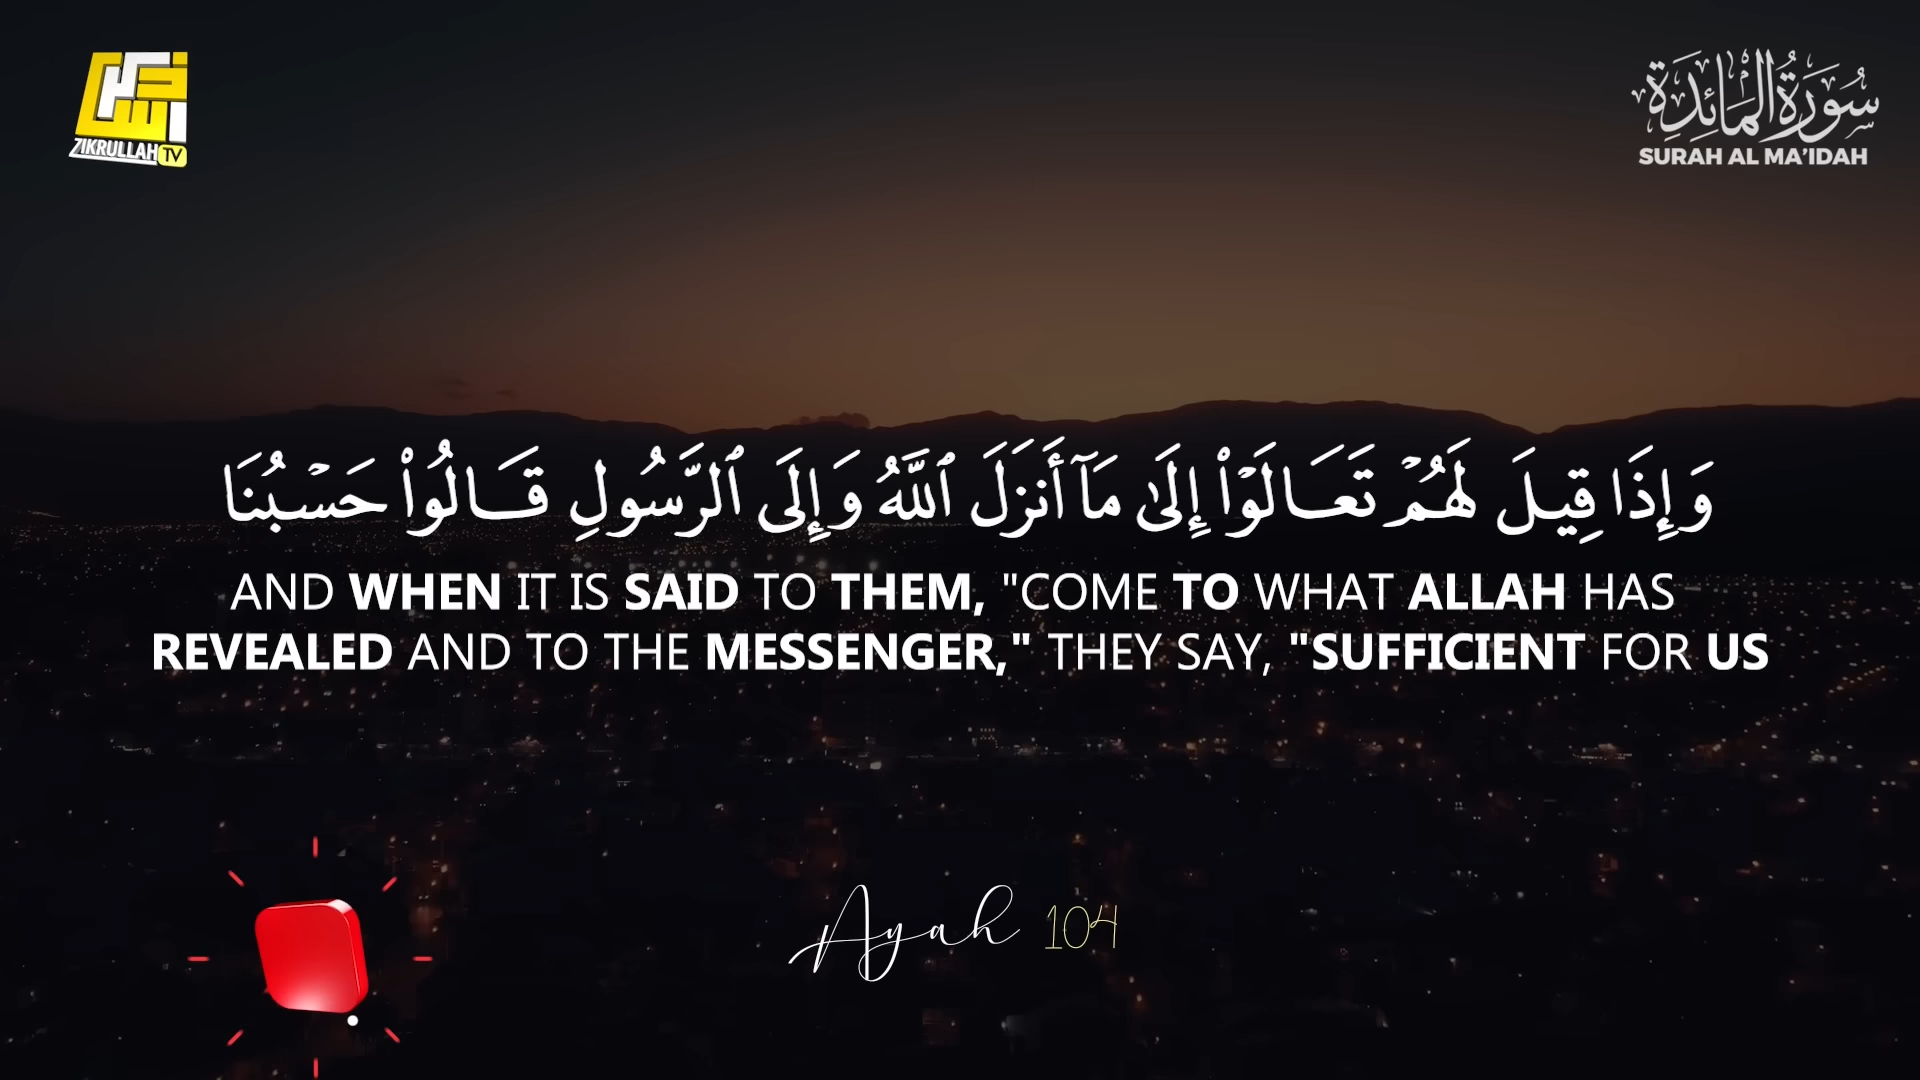 ZIKRULLAH TV
سُورَةُ الْمَائِدَةِ
SURAH AL MA'IDAH
وَإِذَا قِيلَ لَهُمْ تَعَالَوْا۟ إِلَىٰ مَآ أَنزَلَ ٱللَّهُ وَإِلَى ٱلرَّسُولِ قَالُوا۟ حَسْبُنَا
AND WHEN IT IS SAID TO THEM, "COME TO WHAT ALLAH HAS
REVEALED AND TO THE MESSENGER," THEY SAY, "SUFFICIENT FOR US
Ayah 104